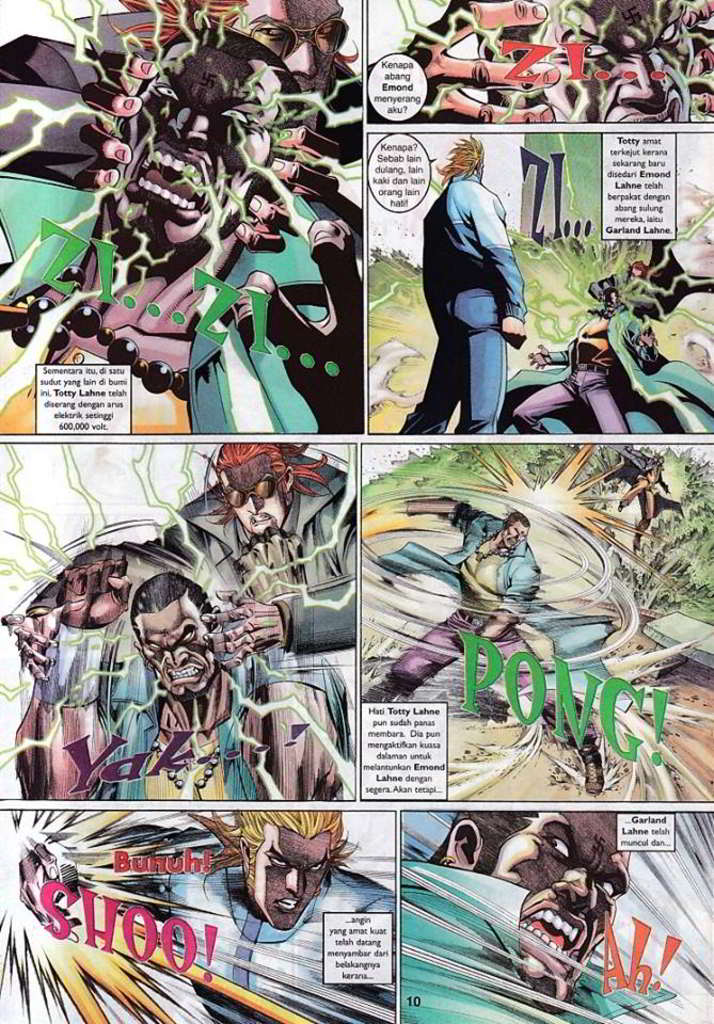 ZI...ZI...
Sementara itu, di satu
sudut yang lain di bumi
ini, Totty Lahne telah
diserang dengan arus
elektrik setinggi
600,000 volt.
Kenapa
abang
Emond
menyerang
aku?
ZI...ZI...
Kenapa?
Sebab lain
dulang, lain
kaki dan lain
orang lain
hati!
ZI...
Totty amat
terkejut kerana
sekarang baru
disedari Emond
Lahne telah
berpakat dengan
abang sulung
mereka, iaitu
Garland Lahne.
Yak...!
PONG!
Hati Totty Lahne
pun sudah panas
membara. Dia pun
mengaktifkan kuasa
dalaman untuk
melantunkan Emond
Lahne dengan
segera. Akan tetapi...
Bunuh!
SHOO!
...angin
yang amat kuat
telah datang
menyambar dari
belakangnya
kerana...
...Garland
Lahne telah
muncul dan...
Ah!
10